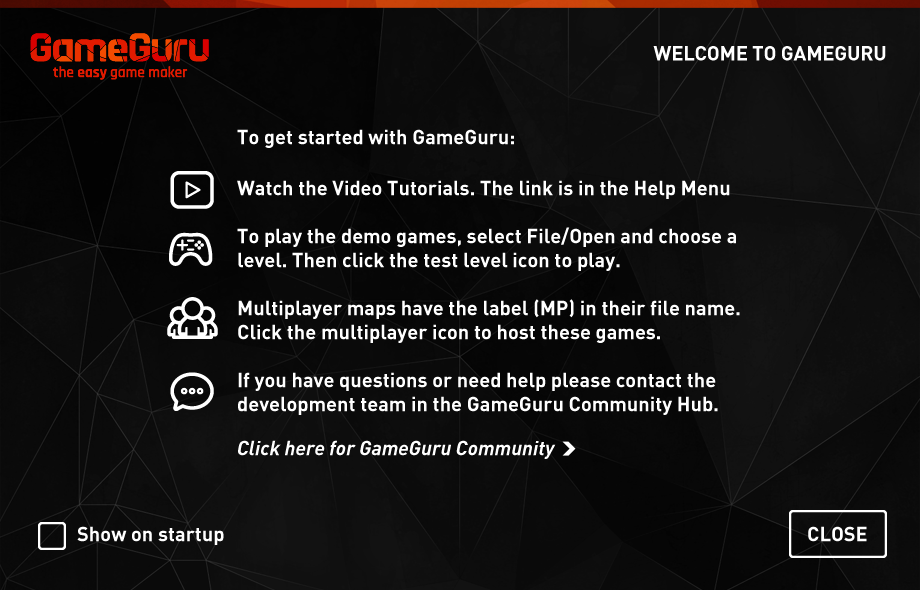 GameGuru
the easy game maker
WELCOME TO GAMEGURU
To get started with GameGuru:
Watch the Video Tutorials. The link is in the Help Menu
To play the demo games, select File/Open and choose a
level. Then click the test level icon to play.
Multiplayer maps have the label (MP) in their file name.
Click the multiplayer icon to host these games.
If you have questions or need help please contact the
development team in the GameGuru Community Hub.
Click here for GameGuru Community
Show on startup
CLOSE